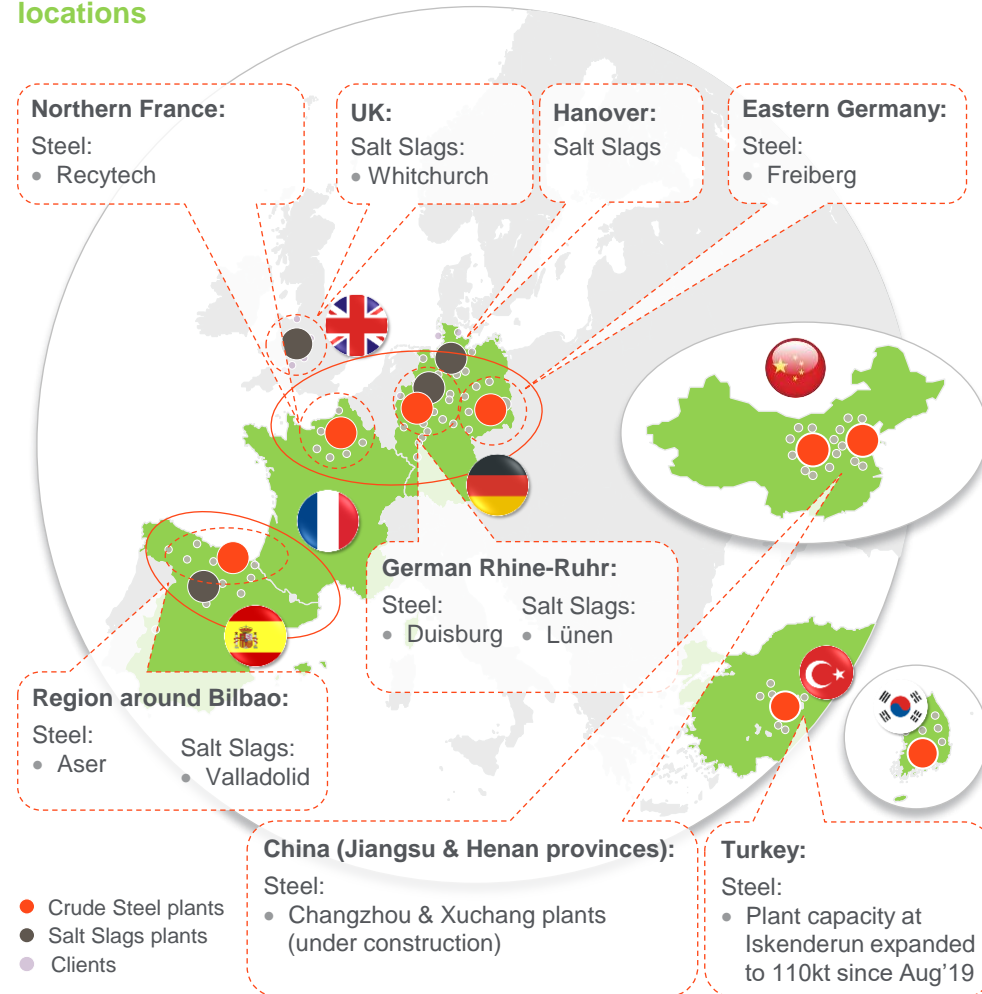 locations
Northern France:
Steel:
• Recytech
UK:
Salt Slags:
• Whitchurch
Hanover:
Salt Slags
Eastern Germany:
Steel:
• Freiberg
German Rhine-Ruhr:
Steel:
• Duisburg
Salt Slags:
• Lünen
Region around Bilbao:
Steel:
• Aser
Salt Slags:
• Valladolid
China (Jiangsu & Henan provinces):
Steel:
• Changzhou & Xuchang plants
(under construction)
Turkey:
Steel:
• Plant capacity at
Iskenderun expanded
to 110kt since Aug'19
Crude Steel plants
Salt Slags plants
Clients